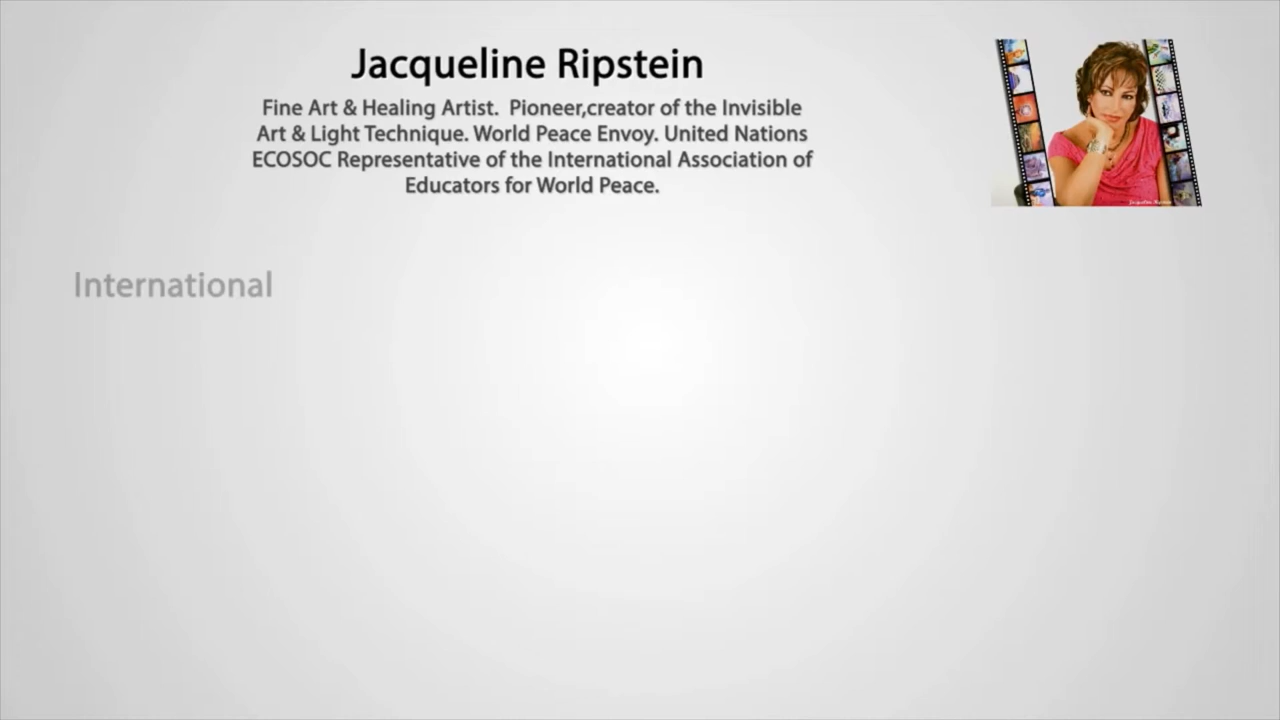 Jacqueline Ripstein
Fine Art & Healing Artist.  Pioneer,creator of the Invisible
Art & Light Technique. World Peace Envoy. United Nations
ECOSOC Representative of the International Association of
Educators for World Peace.
International